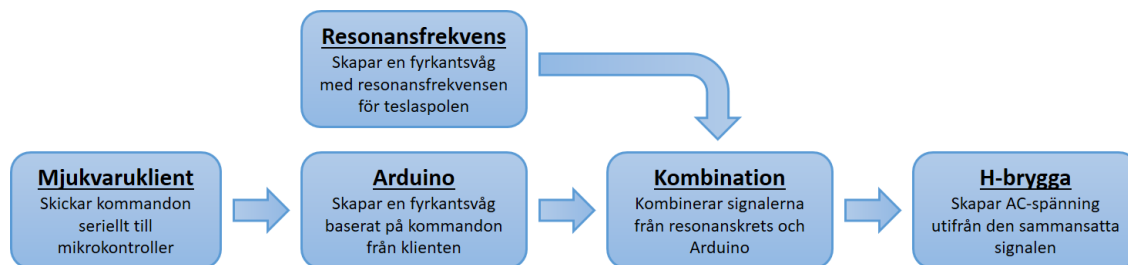 Resonansfrekvens
Skapar en fyrkantsvåg
med resonansfrekvensen
för teslaspolen
Mjukvaruklient
Skickar kommandon
seriellt till
mikrokontroller
Arduino
Skapar en fyrkantsvåg
baserat på kommandon
från klienten
Kombination
Kombinerar signalerna
från resonanskrets och
Arduino
H-brygga
Skapar AC-spänning
utifrån den sammansatta
signalen